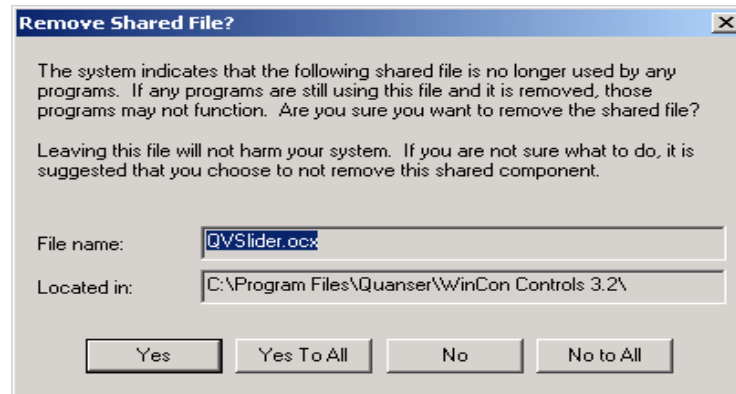 Remove Shared File?
The system indicates that the following shared file is no longer used by any
programs. If any programs are still using this file and it is removed, those
programs may not function. Are you sure you want to remove the shared file?
Leaving this file will not harm your system. If you are not sure what to do, it is
suggested that you choose to not remove this shared component.
File name: QVSlider.ocx
Located in: C:\Program Files\Quanser\WinCon Controls 3.2\
Yes Yes To All No No to All